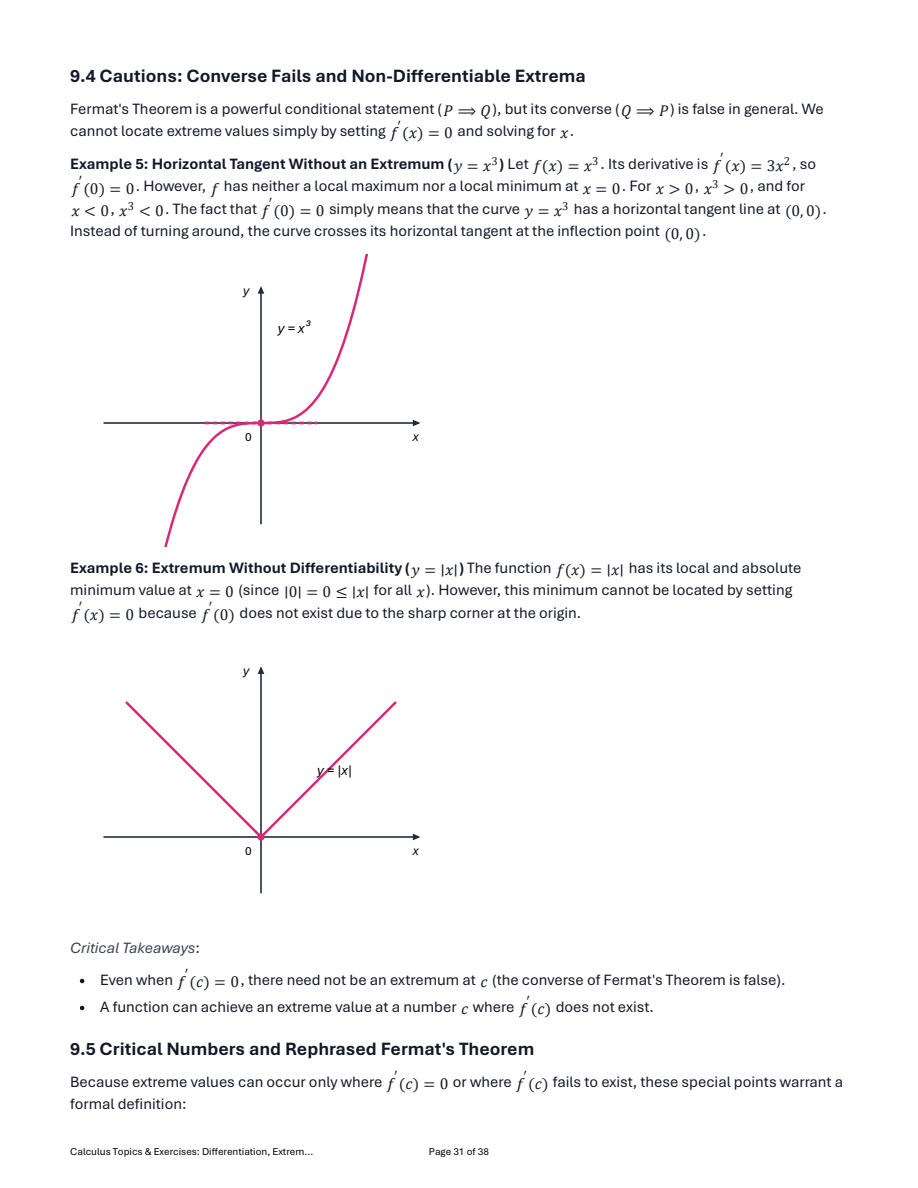 9.4 Cautions: Converse Fails and Non-Differentiable Extrema
Fermat's Theorem is a powerful conditional statement (P ⟹ Q), but its converse (Q ⟹ P) is false in general. We
cannot locate extreme values simply by setting f′(x) = 0 and solving for x.
Example 5: Horizontal Tangent Without an Extremum (y = x³) Let f(x) = x³. Its derivative is f′(x) = 3x², so
f′(0) = 0. However, f has neither a local maximum nor a local minimum at x = 0. For x > 0, x³ > 0, and for
x < 0, x³ < 0. The fact that f′(0) = 0 simply means that the curve y = x³ has a horizontal tangent line at (0, 0).
Instead of turning around, the curve crosses its horizontal tangent at the inflection point (0, 0).
y
y = x³
0
x
Example 6: Extremum Without Differentiability (y = |x|) The function f(x) = |x| has its local and absolute
minimum value at x = 0 (since |0| = 0 ≤ |x| for all x). However, this minimum cannot be located by setting
f′(x) = 0 because f′(0) does not exist due to the sharp corner at the origin.
y
y = |x|
0
x
Critical Takeaways:
• Even when f′(c) = 0, there need not be an extremum at c (the converse of Fermat's Theorem is false).
• A function can achieve an extreme value at a number c where f′(c) does not exist.
9.5 Critical Numbers and Rephrased Fermat's Theorem
Because extreme values can occur only where f′(c) = 0 or where f′(c) fails to exist, these special points warrant a
formal definition:
Calculus Topics & Exercises: Differentiation, Extrem... Page 31 of 38